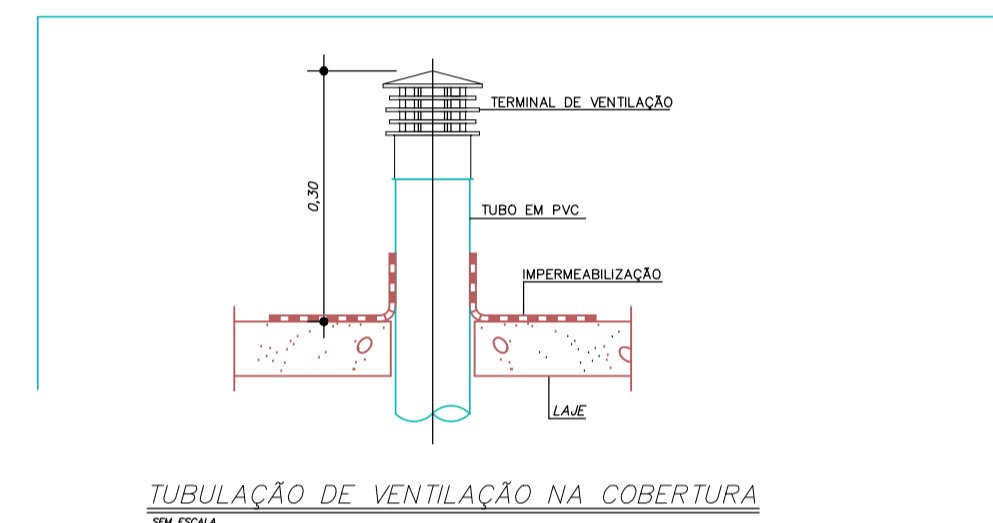 TERMINAL DE VENTILAÇÃO
0,30
TUBO EM PVC
IMPERMEABILIZAÇÃO
LAJE
TUBULAÇÃO DE VENTILAÇÃO NA COBERTURA
SEM ESCALA